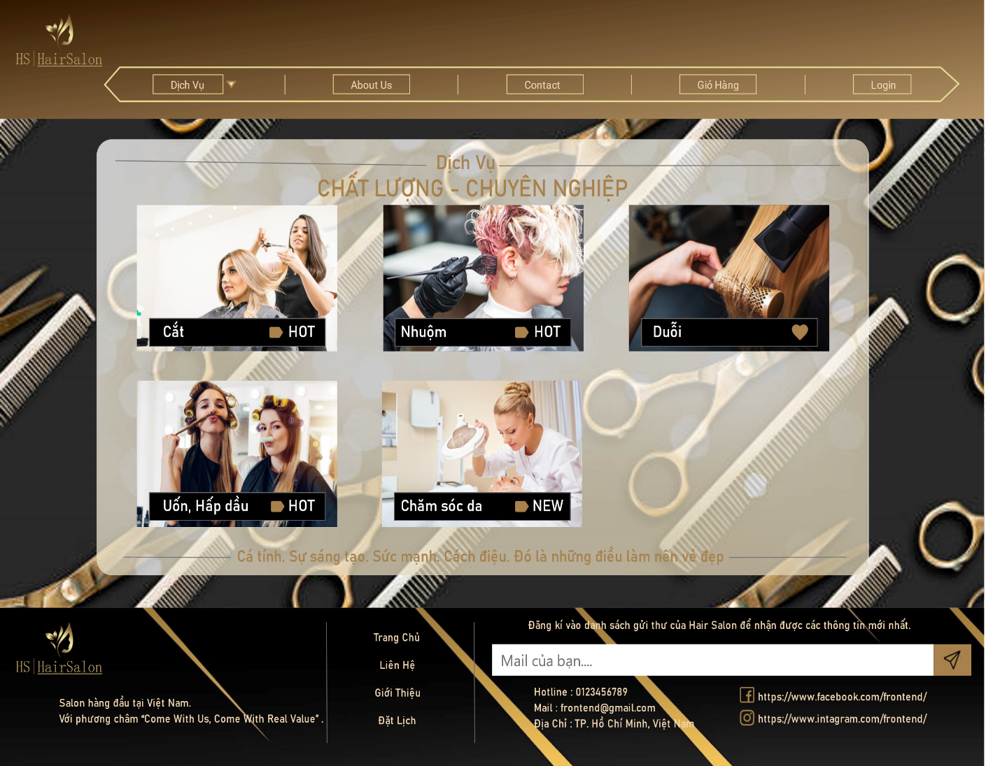 HS HairSalon
Dịch Vụ
About Us
Contact
Giỏ Hàng
Login
Dịch Vụ
CHẤT LƯỢNG - CHUYÊN NGHIỆP
Cắt HOT
Nhuộm HOT
Duỗi
Uốn, Hấp dầu HOT
Chăm sóc da NEW
Cá tính. Sự sáng tạo. Sức mạnh. Cách điệu. Đó là những điều làm nên vẻ đẹp
HS HairSalon
Salon hàng đầu tại Việt Nam.
Với phương châm “Come With Us, Come With Real Value” .
Trang Chủ
Liên Hệ
Giới Thiệu
Đặt Lịch
Đăng kí vào danh sách gửi thư của Hair Salon để nhận được các thông tin mới nhất.
Mail của bạn....
Hotline : 0123456789
Mail : frontend@gmail.com
Địa Chỉ : TP. Hồ Chí Minh, Việt Nam
https://www.facebook.com/frontend/
https://www.intagram.com/frontend/